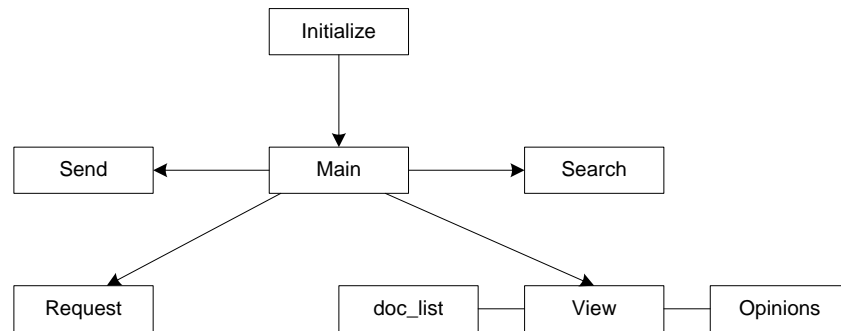 Initialize
Send
Main
Search
Request
doc_list
View
Opinions